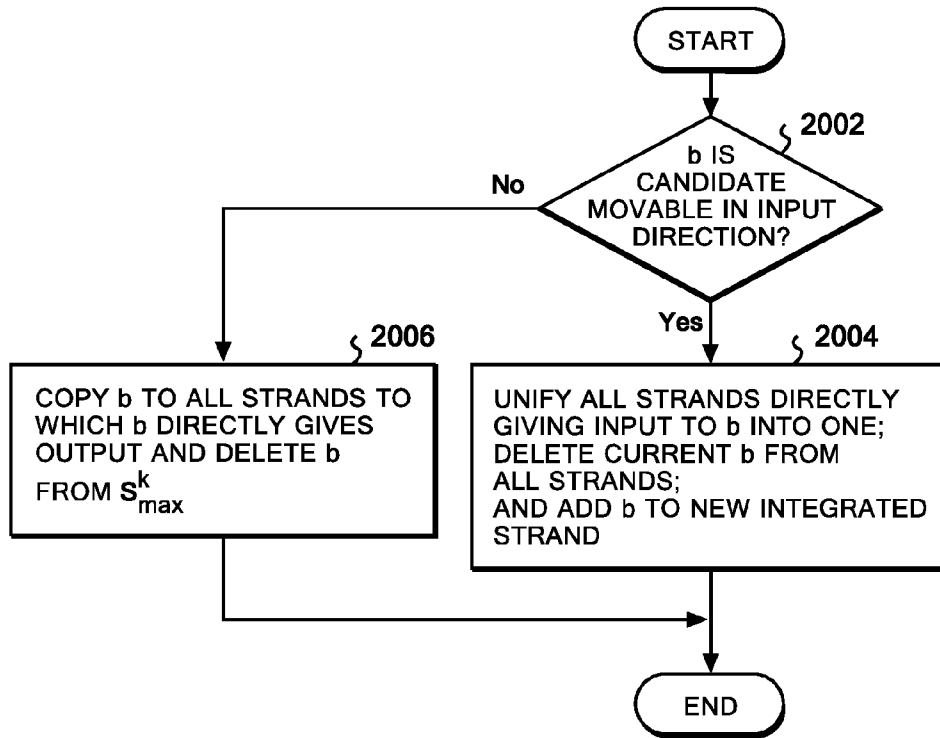 START
2002
b IS
CANDIDATE
MOVABLE IN INPUT
DIRECTION?
No
Yes
2006
COPY b TO ALL STRANDS TO
WHICH b DIRECTLY GIVES
OUTPUT AND DELETE b
FROM S^k_max
2004
UNIFY ALL STRANDS DIRECTLY
GIVING INPUT TO b INTO ONE;
DELETE CURRENT b FROM
ALL STRANDS;
AND ADD b TO NEW INTEGRATED
STRAND
END